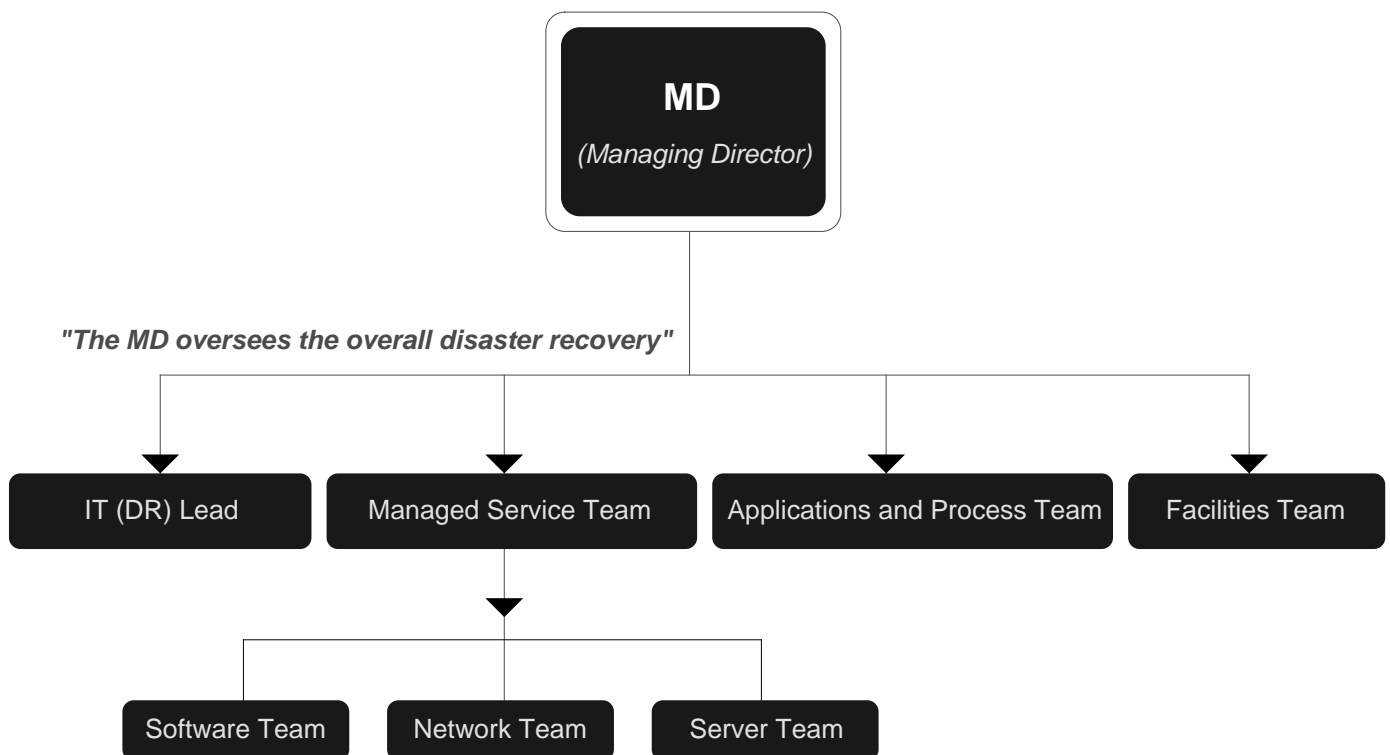 MD
(Managing Director)
"The MD oversees the overall disaster recovery"
IT (DR) Lead
Managed Service Team
Applications and Process Team
Facilities Team
Software Team
Network Team
Server Team